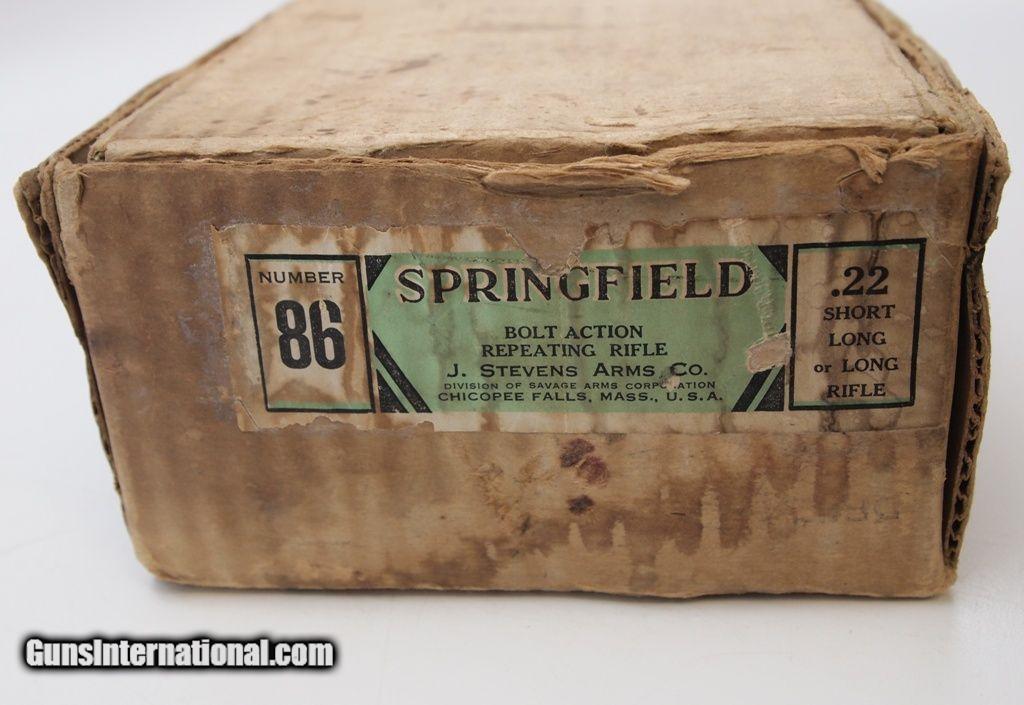 NUMBER
86
SPRINGFIELD
BOLT ACTION
REPEATING RIFLE
J. STEVENS ARMS CO.
DIVISION OF SAVAGE ARMS CORPORATION
CHICOPEE FALLS, MASS., U.S.A.
.22
SHORT
LONG
or LONG
RIFLE
GunsInternational.com